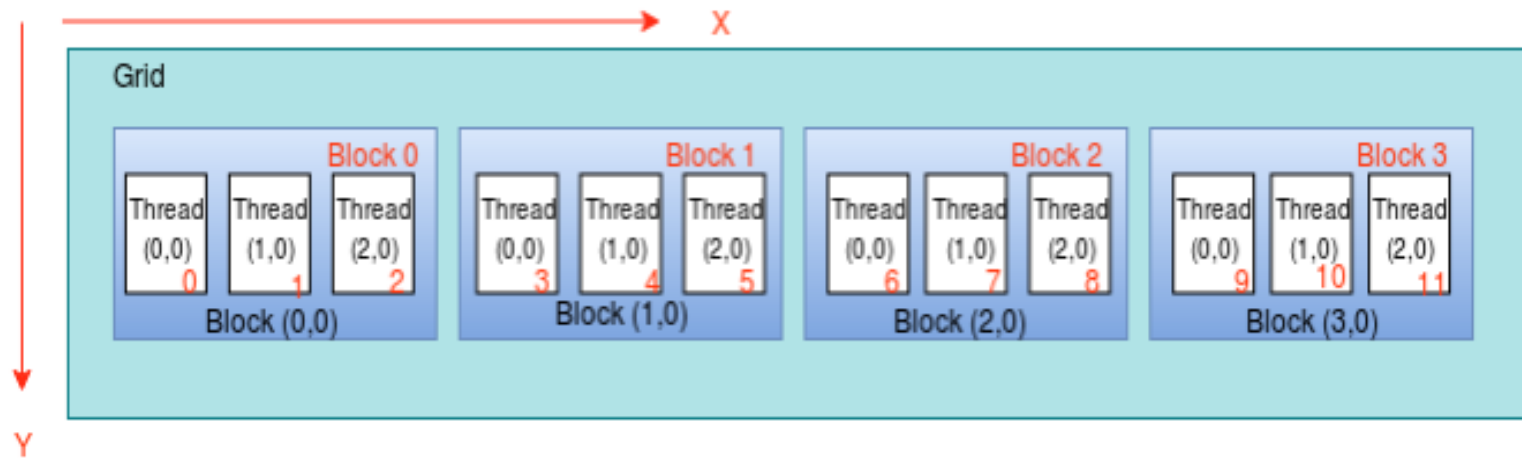 X
Grid
Block 0
Thread Thread Thread
(0,0) (1,0) (2,0)
0 1 2
Block (0,0)
Block 1
Thread Thread Thread
(0,0) (1,0) (2,0)
3 4 5
Block (1,0)
Block 2
Thread Thread Thread
(0,0) (1,0) (2,0)
6 7 8
Block (2,0)
Block 3
Thread Thread Thread
(0,0) (1,0) (2,0)
9 10 11
Block (3,0)
Y